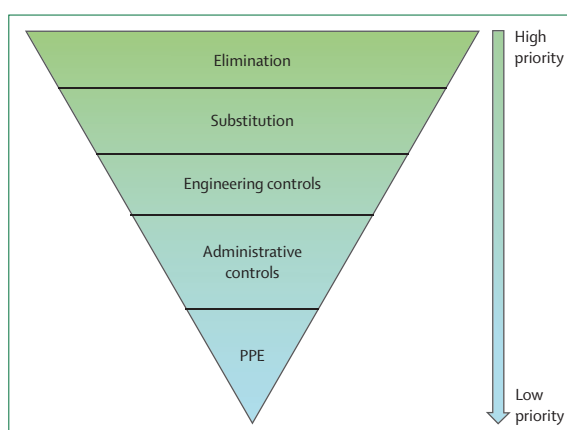 Elimination
High
priority
Substitution
Engineering controls
Administrative
controls
PPE
Low
priority